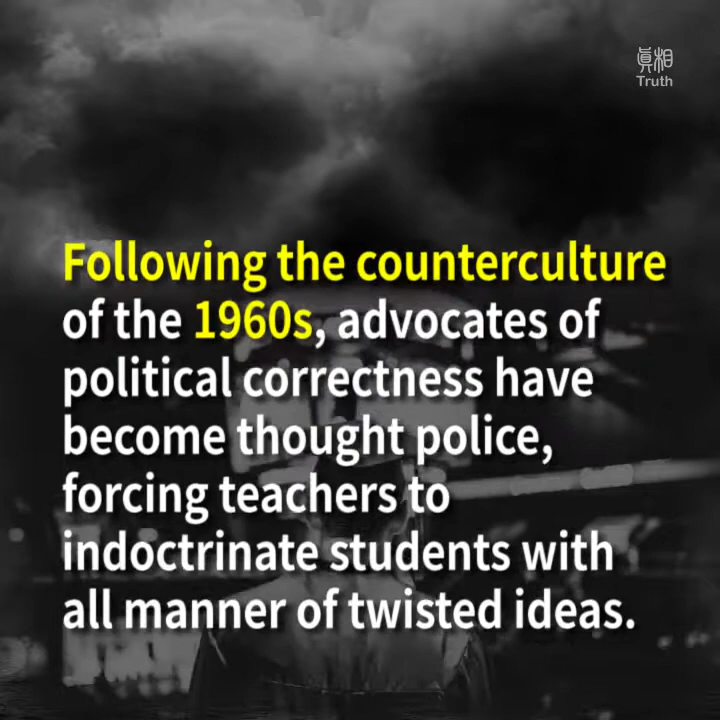 真相
Truth
Following the counterculture
of the 1960s, advocates of
political correctness have
become thought police,
forcing teachers to
indoctrinate students with
all manner of twisted ideas.